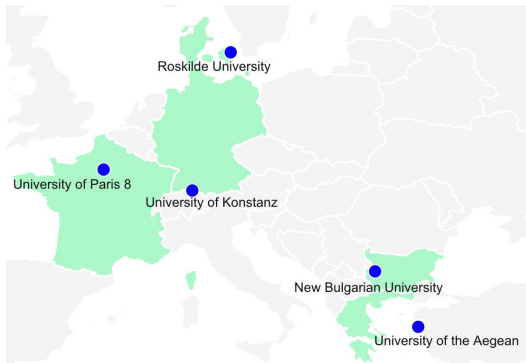 Roskilde University
University of Paris 8
University of Konstanz
New Bulgarian University
University of the Aegean